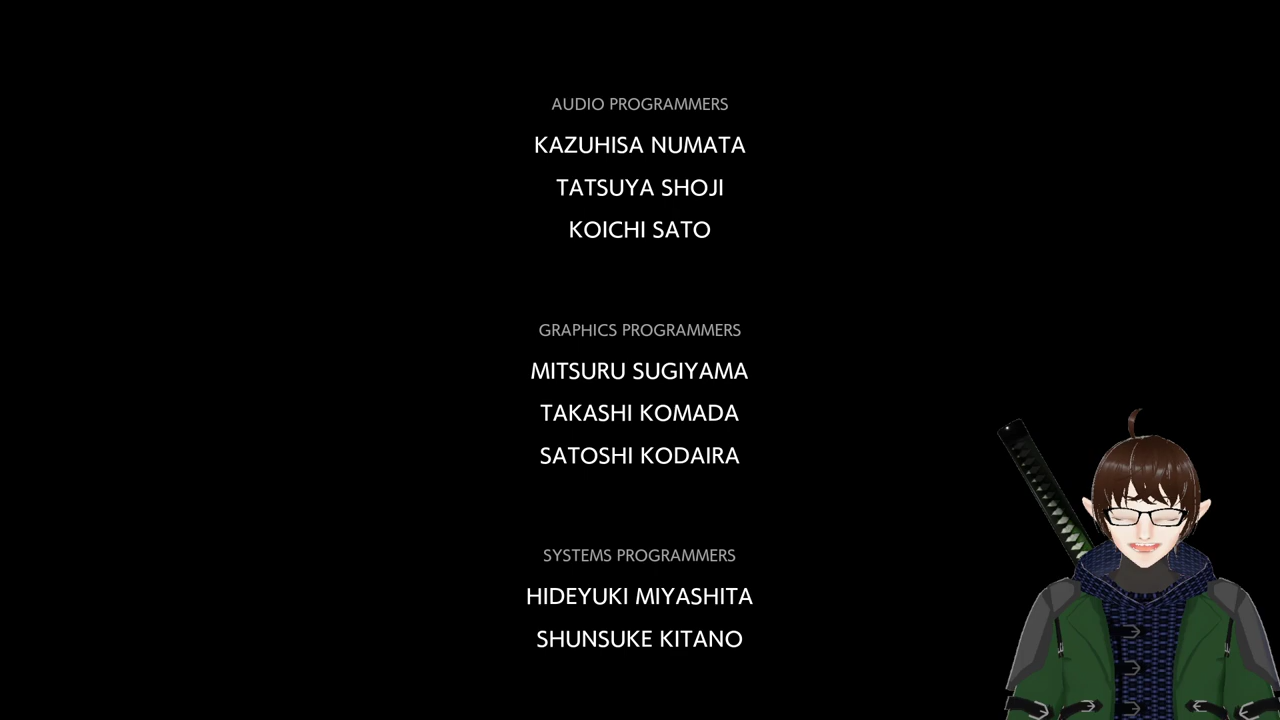 AUDIO PROGRAMMERS
KAZUHISA NUMATA
TATSUYA SHOJI
KOICHI SATO
GRAPHICS PROGRAMMERS
MITSURU SUGIYAMA
TAKASHI KOMADA
SATOSHI KODAIRA
SYSTEMS PROGRAMMERS
HIDEYUKI MIYASHITA
SHUNSUKE KITANO